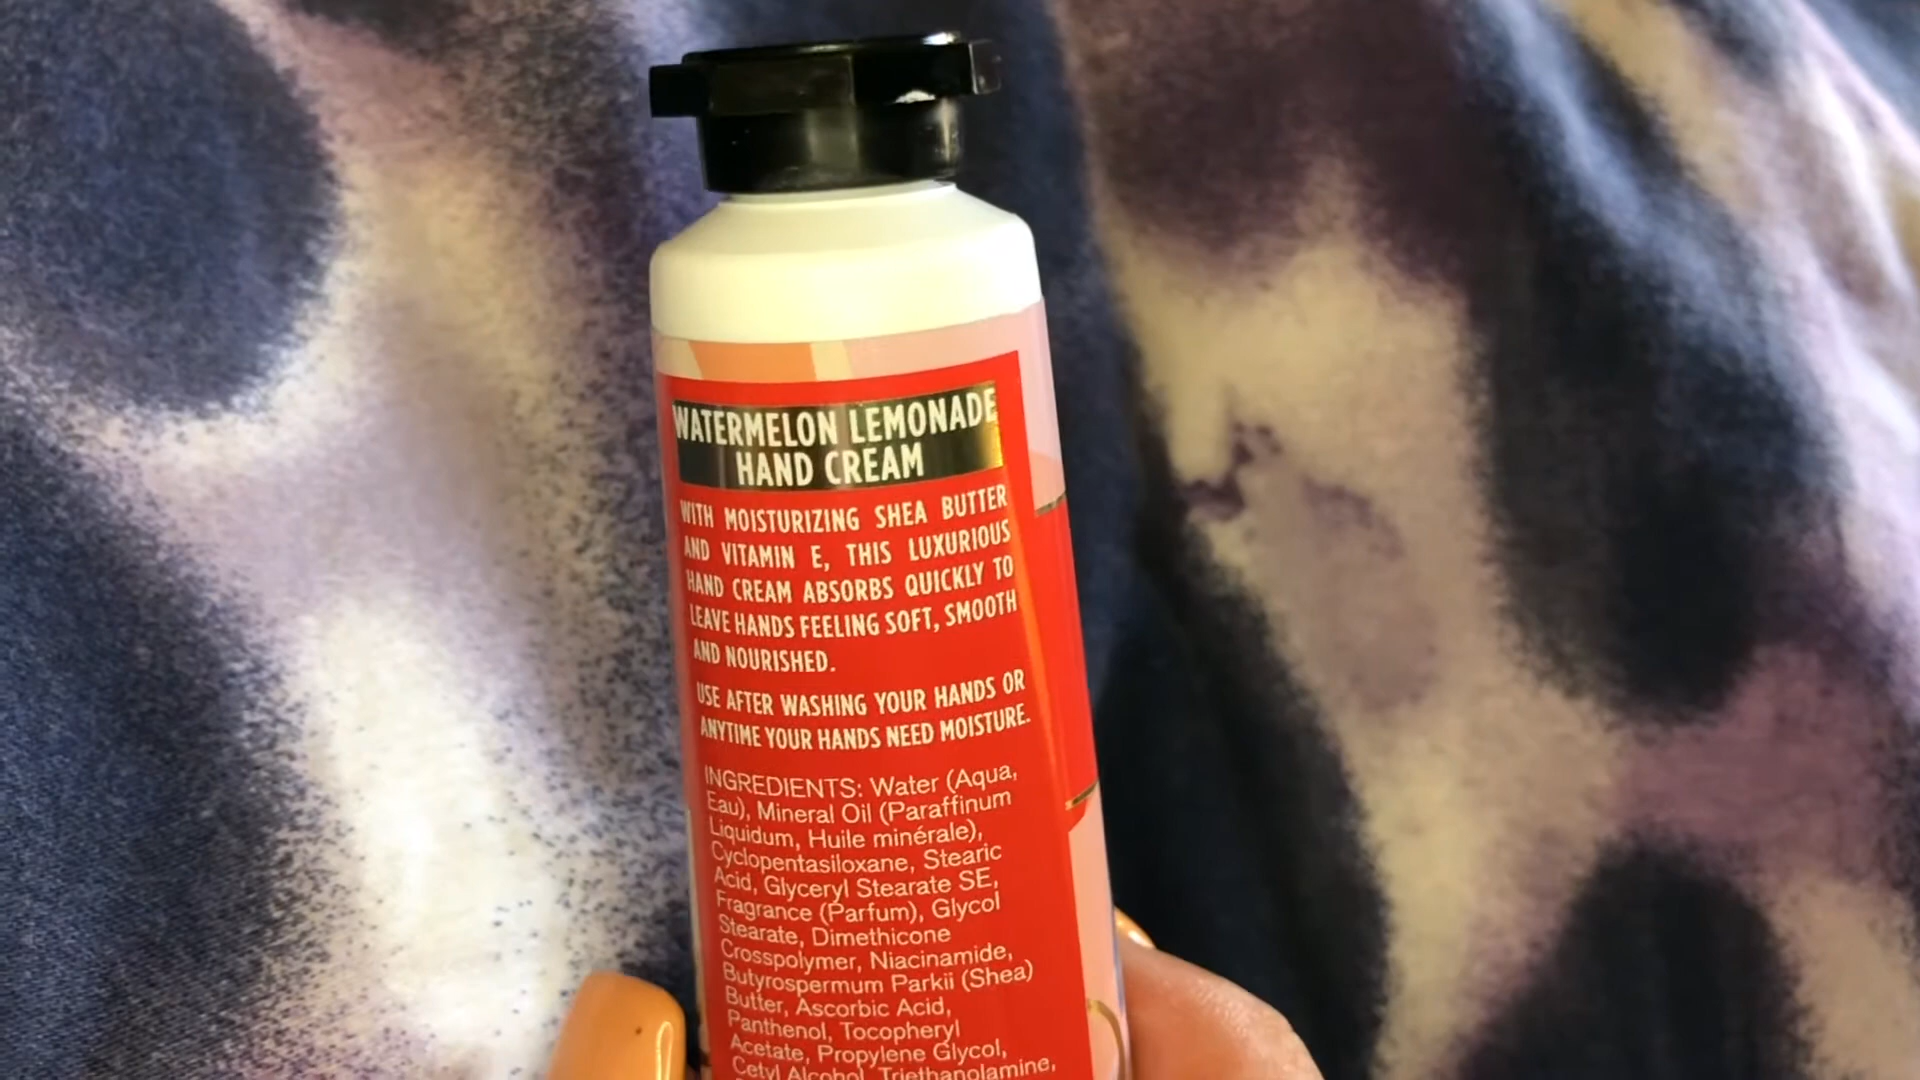 WATERMELON LEMONADE
HAND CREAM
WITH MOISTURIZING SHEA BUTTER
AND VITAMIN E, THIS LUXURIOUS
HAND CREAM ABSORBS QUICKLY TO
LEAVE HANDS FEELING SOFT, SMOOTH
AND NOURISHED.
USE AFTER WASHING YOUR HANDS OR
ANYTIME YOUR HANDS NEED MOISTURE.
INGREDIENTS: Water (Aqua,
Eau), Mineral Oil (Paraffinum
Liquidum, Huile minérale),
Cyclopentasiloxane, Stearic
Acid, Glyceryl Stearate SE,
Fragrance (Parfum), Glycol
Stearate, Dimethicone
Crosspolymer, Niacinamide,
Butyrospermum Parkii (Shea)
Butter, Ascorbic Acid,
Panthenol, Tocopheryl
Acetate, Propylene Glycol,
Cetyl Alcohol, Triethanolamine,